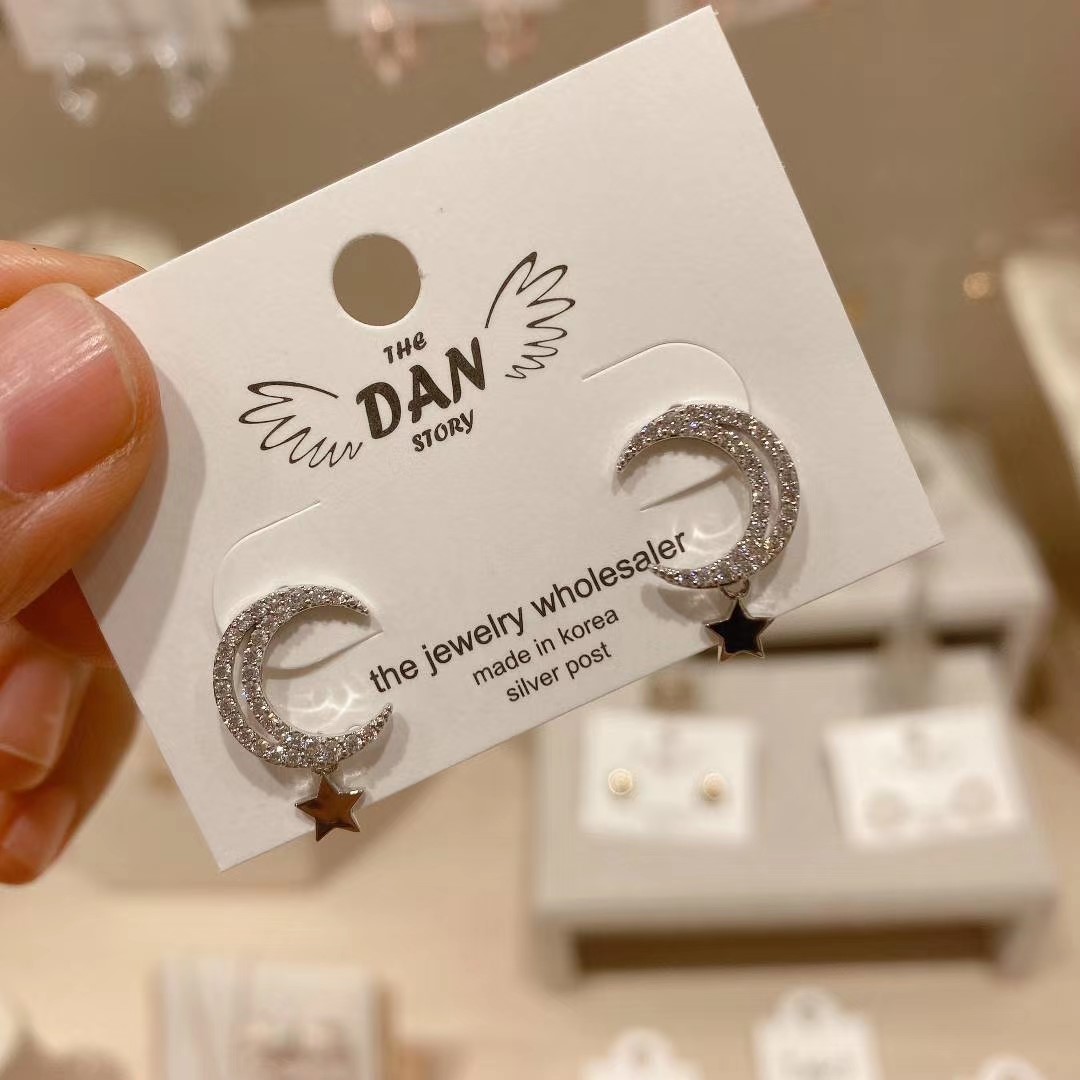 THE
DAN
STORY
the jewelry wholesaler
made in korea
silver post